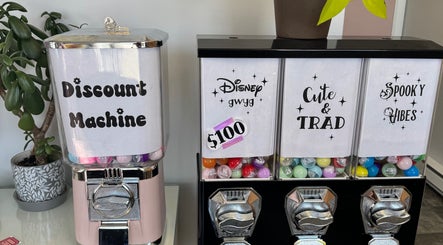 Discount
Machine
Disney
gwyg
$100
Cute
&
TRAD
SPOOKY
VIBES